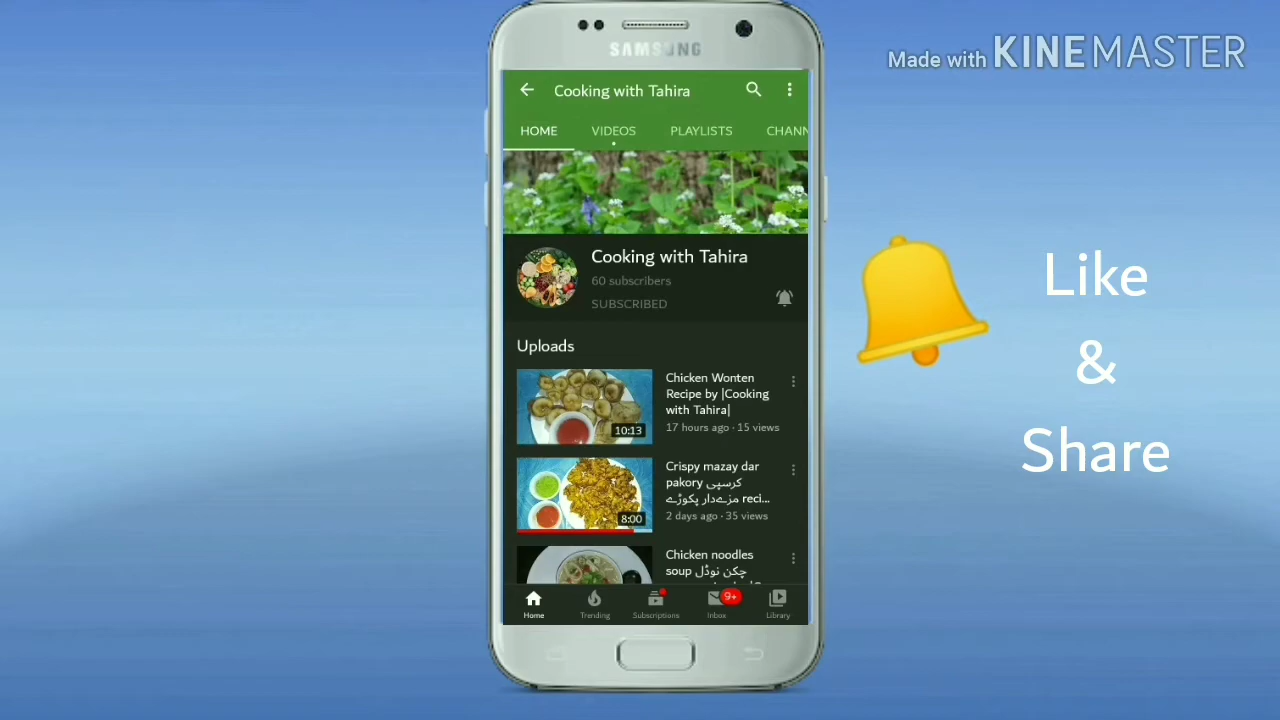 Made with KINEMASTER
SAMSUNG
Cooking with Tahira
HOME VIDEOS PLAYLISTS CHANN
Cooking with Tahira
60 subscribers
SUBSCRIBED
Uploads
Chicken Wonten
Recipe by |Cooking
with Tahira|
17 hours ago · 15 views
10:13
Crispy mazay dar
pakory کرسپی
مزےدار پکوڑے reci...
2 days ago · 35 views
8:00
Chicken noodles
soup چکن نوڈل
Home Trending Subscriptions Inbox 9+ Library
Like
&
Share